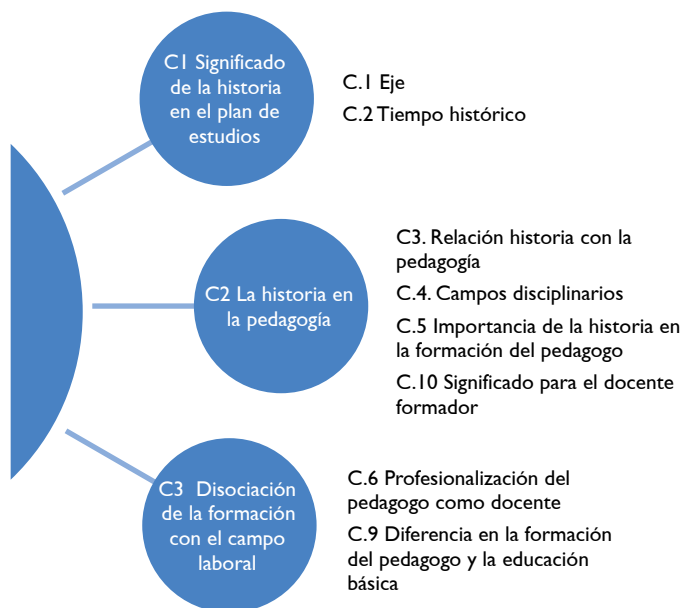 C1 Significado
de la historia
en el plan de
estudios
C.1 Eje
C.2 Tiempo histórico
C2 La historia en
la pedagogía
C3. Relación historia con la
pedagogía
C.4. Campos disciplinarios
C.5 Importancia de la historia en
la formación del pedagogo
C.10 Significado para el docente
formador
C3 Disociación
de la formación
con el campo
laboral
C.6 Profesionalización del
pedagogo como docente
C.9 Diferencia en la formación
del pedagogo y la educación
básica